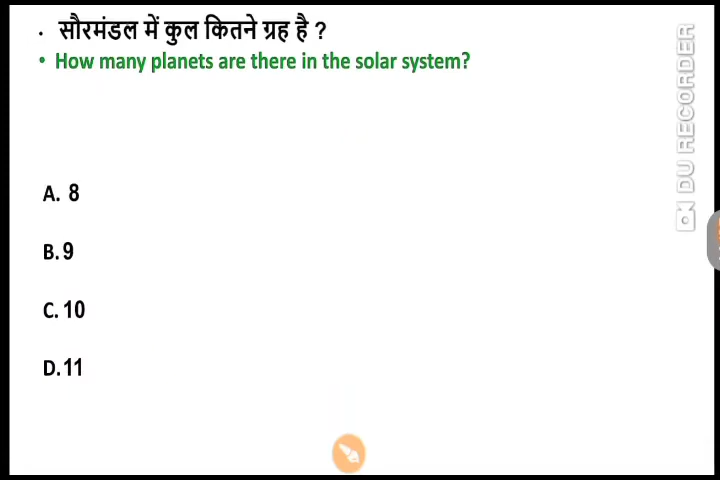 • सौरमंडल में कुल कितने ग्रह है ?
• How many planets are there in the solar system?
A. 8
B. 9
C. 10
D. 11
DU RECORDER